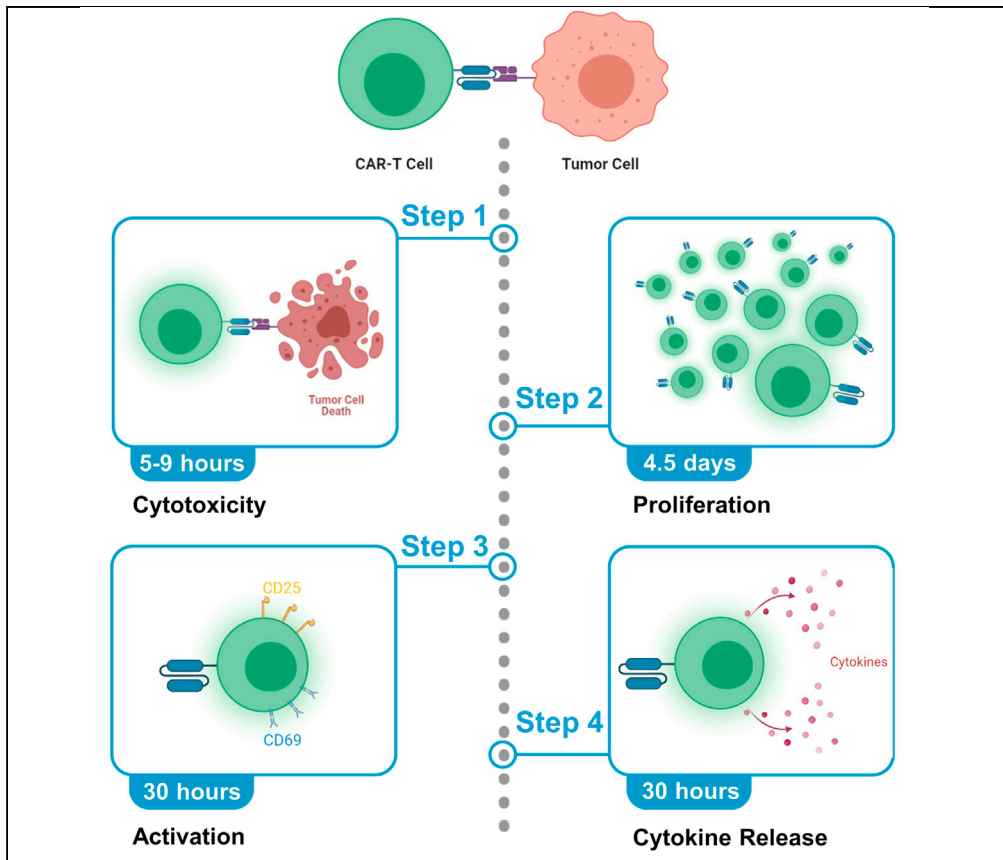 CAR-T Cell
Tumor Cell
Step 1
Tumor Cell
Death
5-9 hours
Cytotoxicity
Step 2
4.5 days
Proliferation
Step 3
CD25
CD69
30 hours
Activation
Step 4
Cytokines
30 hours
Cytokine Release